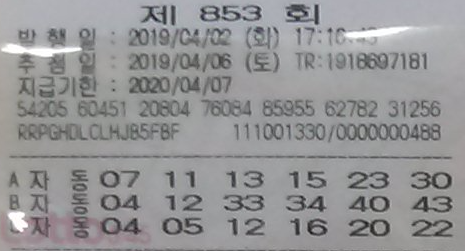 제 853 회
발 행 일 : 2019/04/02 (화) 17:16:43
추 첨 일 : 2019/04/06 (토) TR:1918697181
지급기한 : 2020/04/07
54205 60451 20804 76084 85955 62782 31256
RRPGHDLCLHJB5FBF 111001330/0000000488
A 자 동 07 11 13 15 23 30
B 자 동 04 12 33 34 40 43
자 동 04 05 12 16 20 22